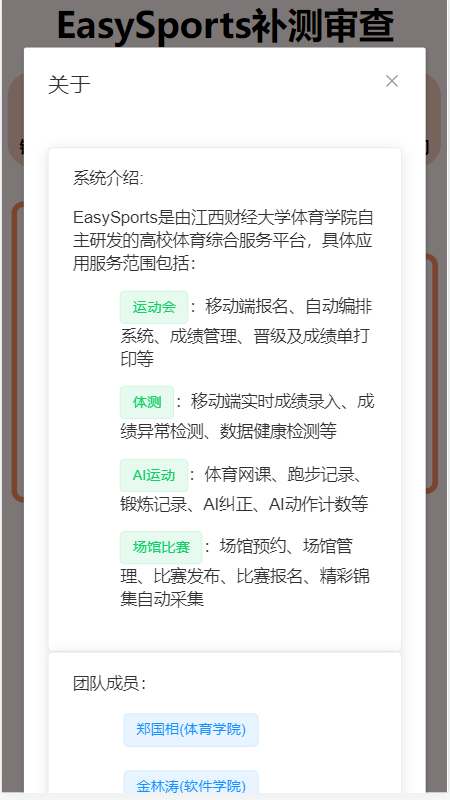 EasySports补测审查
关于
系统介绍:
EasySports是由江西财经大学体育学院自
主研发的高校体育综合服务平台，具体应
用服务范围包括：
运动会：移动端报名、自动编排
系统、成绩管理、晋级及成绩单打
印等
体测：移动端实时成绩录入、成
绩异常检测、数据健康检测等
AI运动：体育网课、跑步记录、
锻炼记录、AI纠正、AI动作计数等
场馆比赛：场馆预约、场馆管
理、比赛发布、比赛报名、精彩锦
集自动采集
团队成员：
郑国相(体育学院)
金林涛(软件学院)